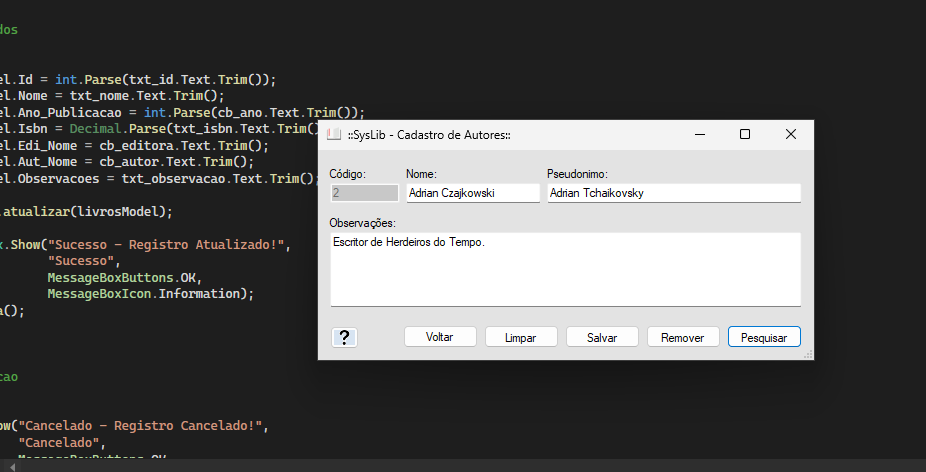 dos
el.Id = int.Parse(txt_id.Text.Trim());
el.Nome = txt_nome.Text.Trim();
el.Ano_Publicacao = int.Parse(cb_ano.Text.Trim());
el.Isbn = Decimal.Parse(txt_isbn.Text.Trim()
el.Edi_Nome = cb_editora.Text.Trim();
el.Aut_Nome = cb_autor.Text.Trim();
el.Observacoes = txt_observacao.Text.Trim();
.atualizar(livrosModel);
x.Show("Sucesso - Registro Atualizado!",
"Sucesso",
MessageBoxButtons.OK,
MessageBoxIcon.Information);
a();
cao
ow("Cancelado - Registro Cancelado!",
"Cancelado",
MessageBoxButtons.OK
::SysLib - Cadastro de Autores::
Código: Nome: Pseudonimo:
2 Adrian Czajkowski Adrian Tchaikovsky
Observações:
Escritor de Herdeiros do Tempo.
? Voltar Limpar Salvar Remover Pesquisar